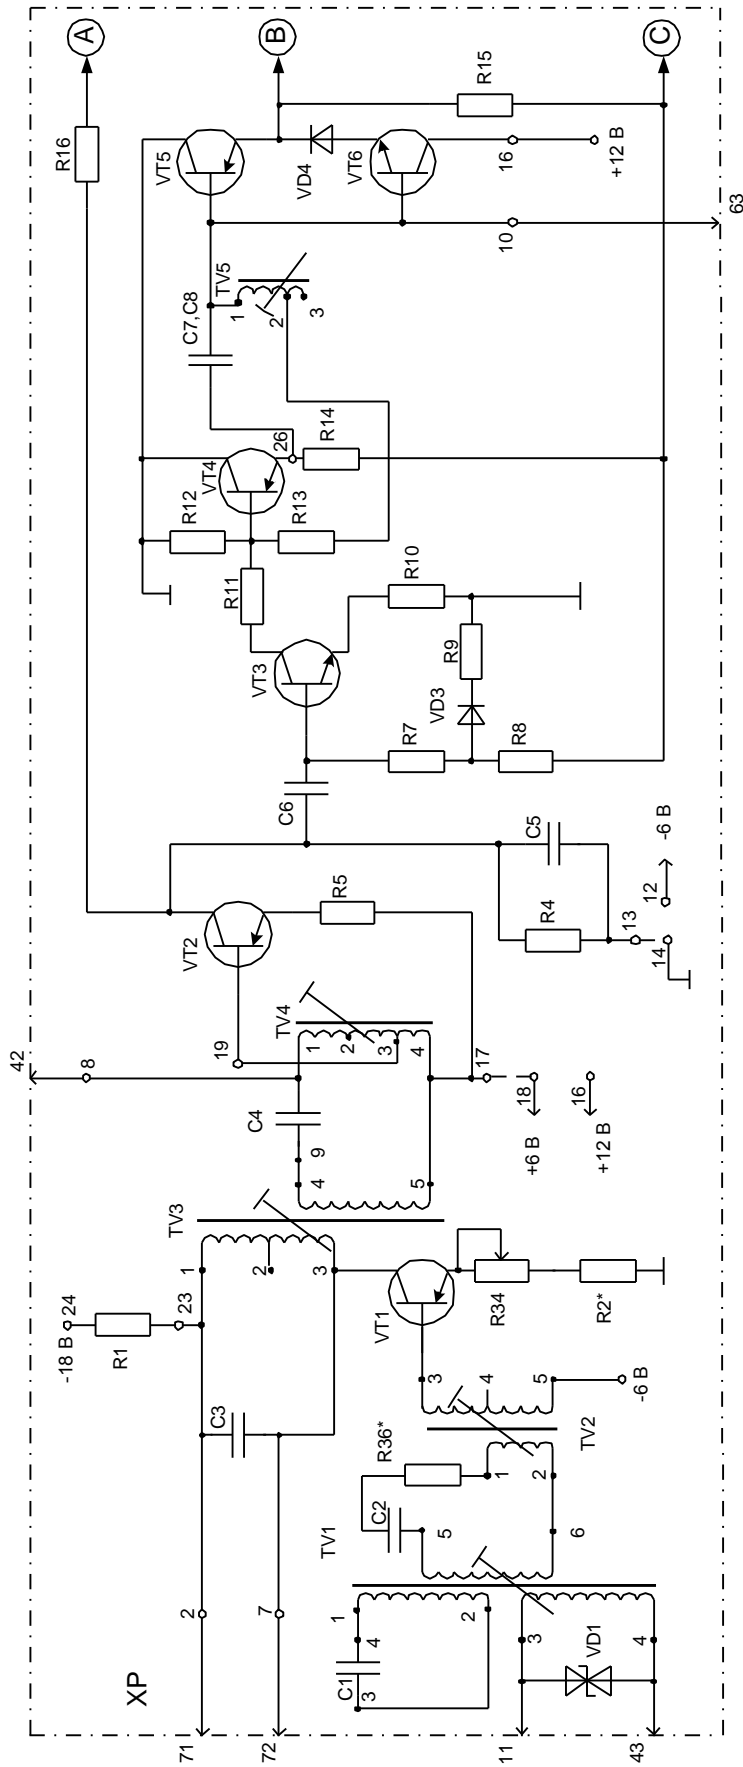 A
B
C
R16
R15
VT5
VD4
VT6
16
+12 В
10
63
C7,C8
TV5
1
2
3
26
R14
VT4
R12
R13
R11
R10
VT3
R9
VD3
R7
R8
C6
C5
-6 В
R4
12
13
14
VT2
R5
19
TV4
1
2
3
4
42
8
17
18
16
+6 В
+12 В
C4
9
4
5
TV3
1
2
3
24
-18 В
R1
23
VT1
R34
R2*
C3
3
4
5
-6 В
TV2
R36*
1
2
C2
TV1
5
6
2
7
1
2
4
3
C1
3
4
VD1
XP
71
72
11
43